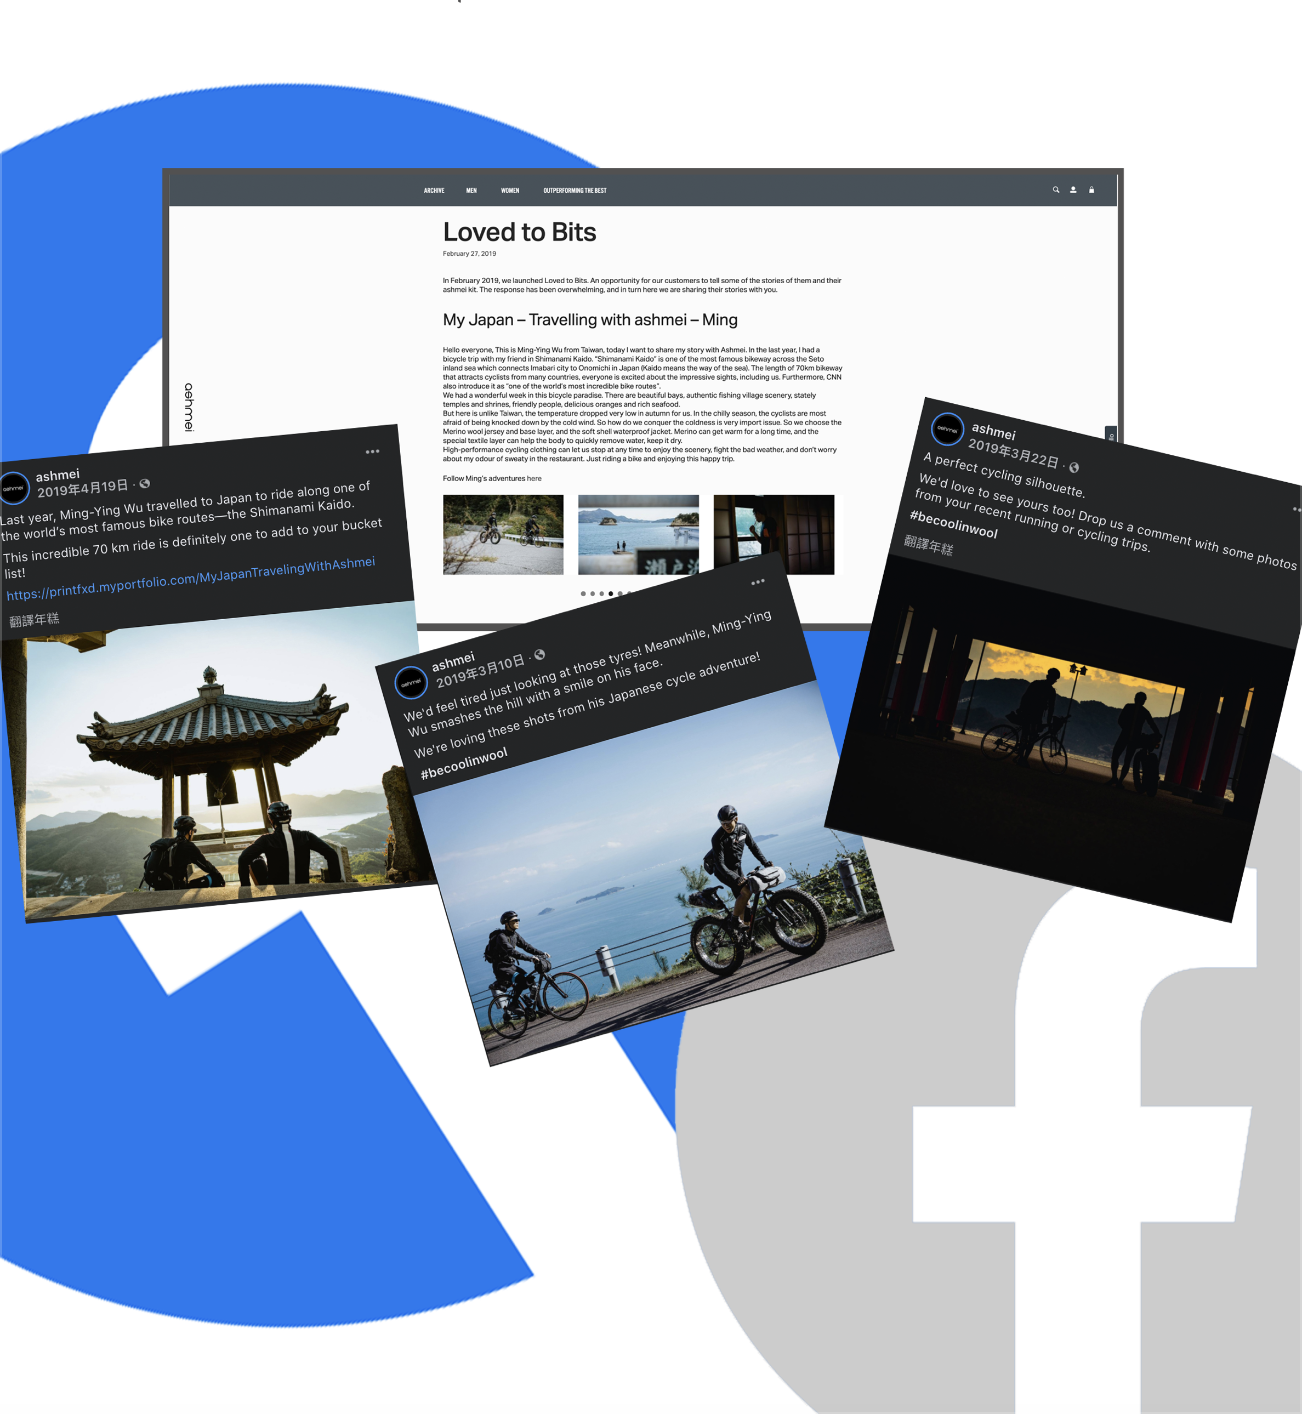 ARCHIVE
MEN
WOMEN
OUTPERFORMING THE BEST
Loved to Bits
February 27, 2019
In February 2019, we launched Loved to Bits. An opportunity for our customers to tell some of the stories of them and their
ashmei kit. The response has been overwhelming, and in turn here we are sharing their stories with you.
My Japan – Travelling with ashmei – Ming
Hello everyone, This is Ming-Ying Wu from Taiwan, today I want to share my story with Ashmei. In the last year, I had a
bicycle trip with my friend in Shimanami Kaido. "Shimanami Kaido" is one of the most famous bikeway across the Seto
inland sea which connects Imabari city to Onomichi in Japan (Kaido means the way of the sea). The length of 70km bikeway
that attracts cyclists from many countries, everyone is excited about the impressive sights, including us. Furthermore, CNN
also introduce it as "one of the world's most incredible bike routes".
We had a wonderful week in this bicycle paradise. There are beautiful bays, authentic fishing village scenery, stately
temples and shrines, friendly people, delicious oranges and rich seafood.
But here is unlike Taiwan, the temperature dropped very low in autumn for us. In the chilly season, the cyclists are most
afraid of being knocked down by the cold wind. So how do we conquer the coldness is very import issue. So we choose the
Merino wool jersey and base layer, and the soft shell waterproof jacket. Merino can get warm for a long time, and the
special textile layer can help the body to quickly remove water, keep it dry.
High-performance cycling clothing can let us stop at any time to enjoy the scenery, fight the bad weather, and don't worry
about my odour of sweaty in the restaurant. Just riding a bike and enjoying this happy trip.
Follow Ming's adventures here
ashmei
瀬戸
ashmei
ashmei
2019年4月19日 ·
Last year, Ming-Ying Wu travelled to Japan to ride along one of
the world's most famous bike routes—the Shimanami Kaido.
This incredible 70 km ride is definitely one to add to your bucket
list!
https://printfxd.myportfolio.com/MyJapanTravelingWithAshmei
翻譯年糕
ashmei
ashmei
2019年3月10日 ·
We'd feel tired just looking at those tyres! Meanwhile, Ming-Ying
Wu smashes the hill with a smile on his face.
We're loving these shots from his Japanese cycle adventure!
#becoolinwool
ashmei
ashmei
2019年3月22日 ·
A perfect cycling silhouette.
We'd love to see yours too! Drop us a comment with some photos
from your recent running or cycling trips.
#becoolinwool
翻譯年糕